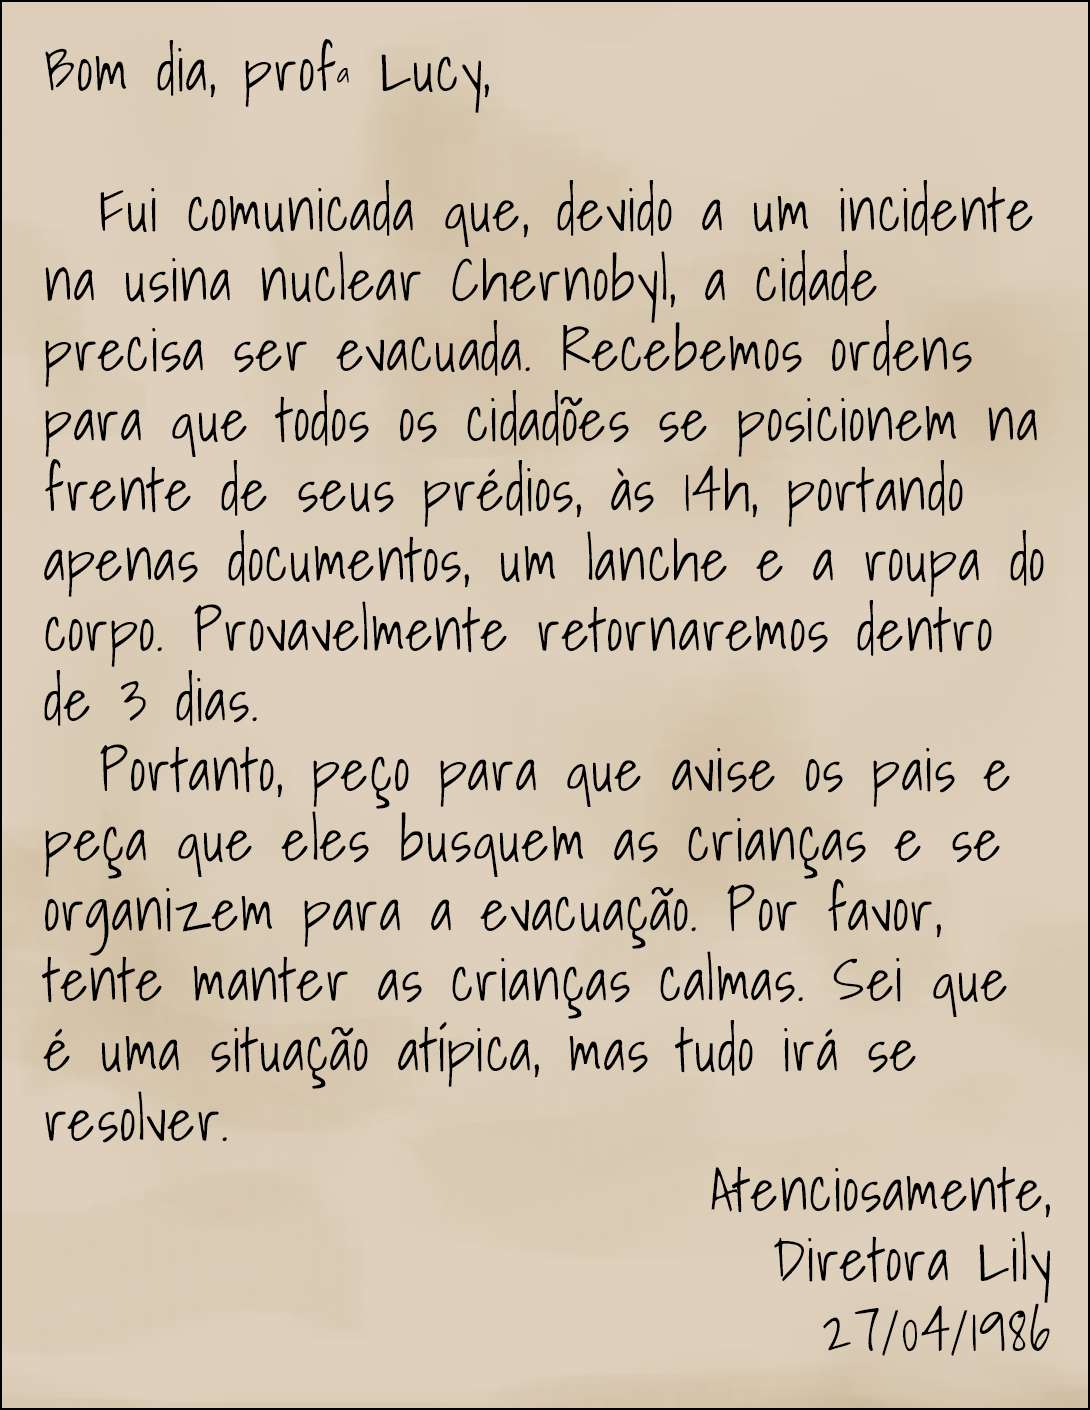 Bom dia, profa Lucy,
Fui comunicada que, devido a um incidente
na usina nuclear Chernobyl, a cidade
precisa ser evacuada. Recebemos ordens
para que todos os cidadões se posicionem na
frente de seus prédios, às 14h, portando
apenas documentos, um lanche e a roupa do
corpo. Provavelmente retornaremos dentro
de 3 dias.
Portanto, peço para que avise os pais e
peça que eles busquem as crianças e se
organizem para a evacuação. Por favor,
tente manter as crianças calmas. Sei que
é uma situação atípica, mas tudo irá se
resolver.
Atenciosamente,
Diretora Lily
27/04/1986